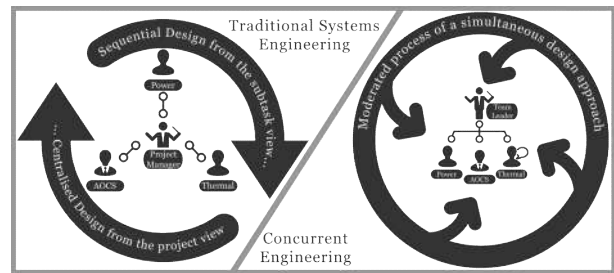 Traditional Systems
Engineering
Sequential Design from the subtask view...
Power
Project
Manager
AOCS
Thermal
...Centralised Design from the project view
Moderated process of a simultaneous design approach
Team
Leader
Power
AOCS
Thermal
Concurrent
Engineering